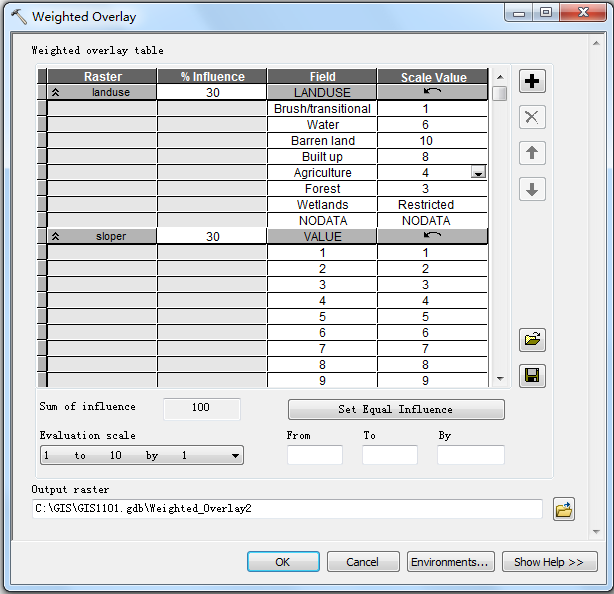 Weighted Overlay
Weighted overlay table
Raster % Influence Field Scale Value
landuse 30 LANDUSE
Brush/transitional 1
Water 6
Barren land 10
Built up 8
Agriculture 4
Forest 3
Wetlands Restricted
NODATA NODATA
sloper 30 VALUE
1 1
2 2
3 3
4 4
5 5
6 6
7 7
8 8
9 9
Sum of influence 100 Set Equal Influence
Evaluation scale From To By
1 to 10 by 1
Output raster
C:\GIS\GIS1101.gdb\Weighted_Overlay2
OK Cancel Environments... Show Help >>